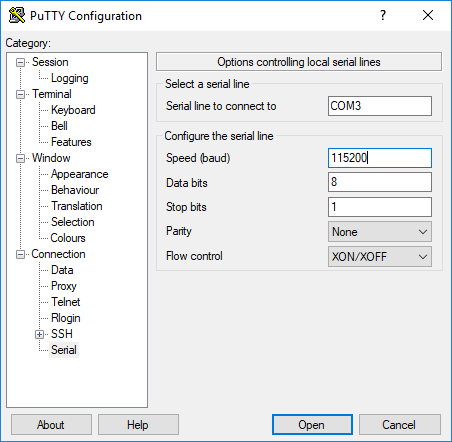 PuTTY Configuration
Category:
Session
Logging
Terminal
Keyboard
Bell
Features
Window
Appearance
Behaviour
Translation
Selection
Colours
Connection
Data
Proxy
Telnet
Rlogin
SSH
Serial
Options controlling local serial lines
Select a serial line
Serial line to connect to COM3
Configure the serial line
Speed (baud) 115200
Data bits 8
Stop bits 1
Parity None
Flow control XON/XOFF
About Help Open Cancel